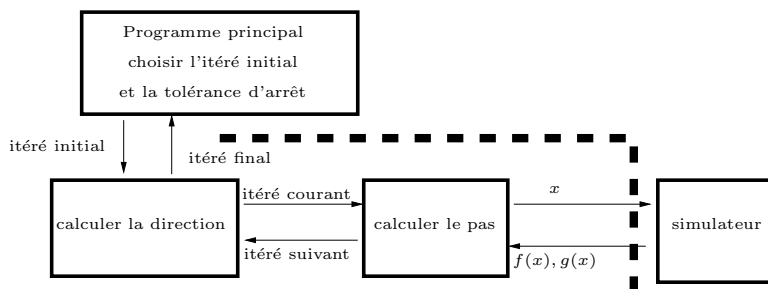 Programme principal
choisir l'itéré initial
et la tolérance d'arrêt
itéré initial
itéré final
calculer la direction
itéré courant
itéré suivant
calculer le pas
x
f(x), g(x)
simulateur